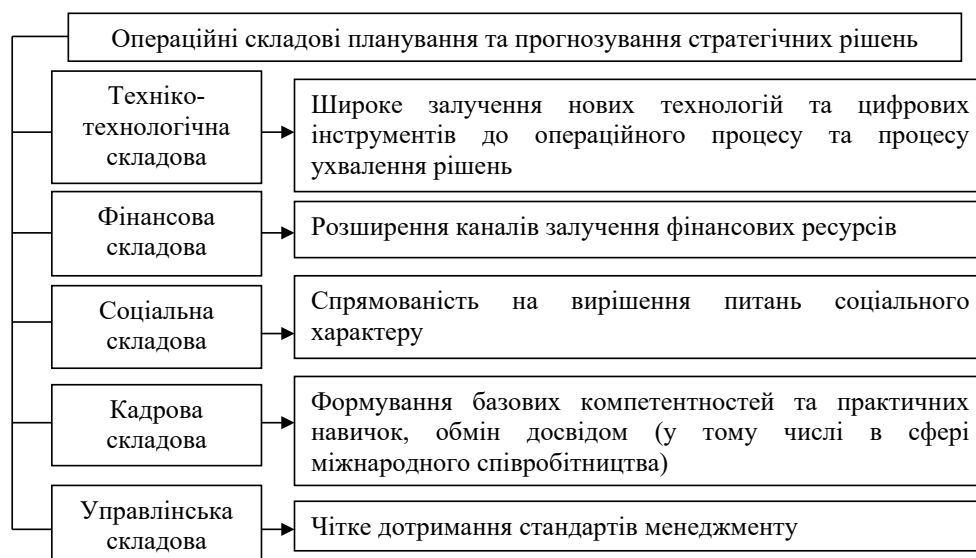 Операційні складові планування та прогнозування стратегічних рішень
Техніко-
технологічна
складова
Широке залучення нових технологій та цифрових
інструментів до операційного процесу та процесу
ухвалення рішень
Фінансова
складова
Розширення каналів залучення фінансових ресурсів
Соціальна
складова
Спрямованість на вирішення питань соціального
характеру
Кадрова
складова
Формування базових компетентностей та практичних
навичок, обмін досвідом (у тому числі в сфері
міжнародного співробітництва)
Управлінська
складова
Чітке дотримання стандартів менеджменту